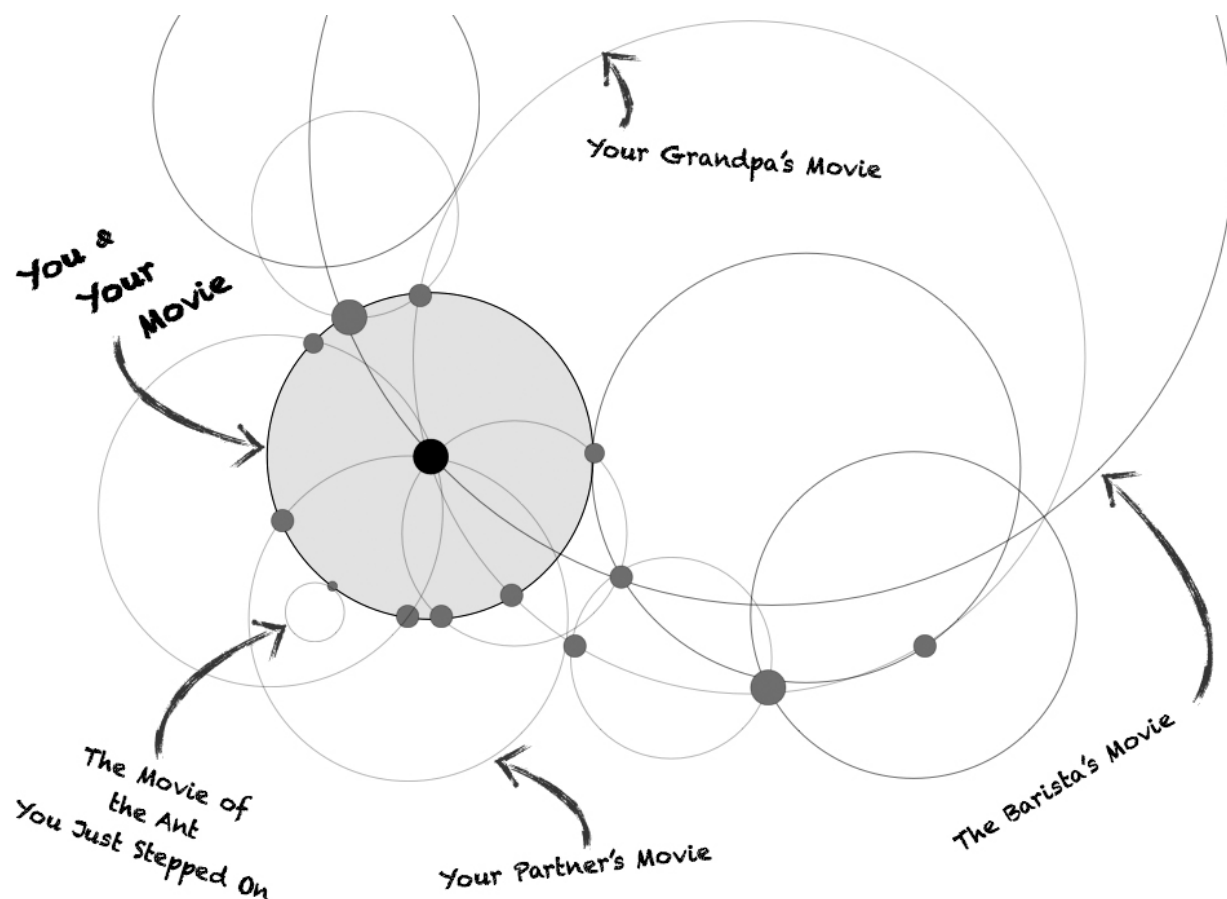 Your Grandpa's Movie
You &
Your
Movie
The Movie of
the Ant
You Just Stepped On
Your Partner's Movie
The Barista's Movie